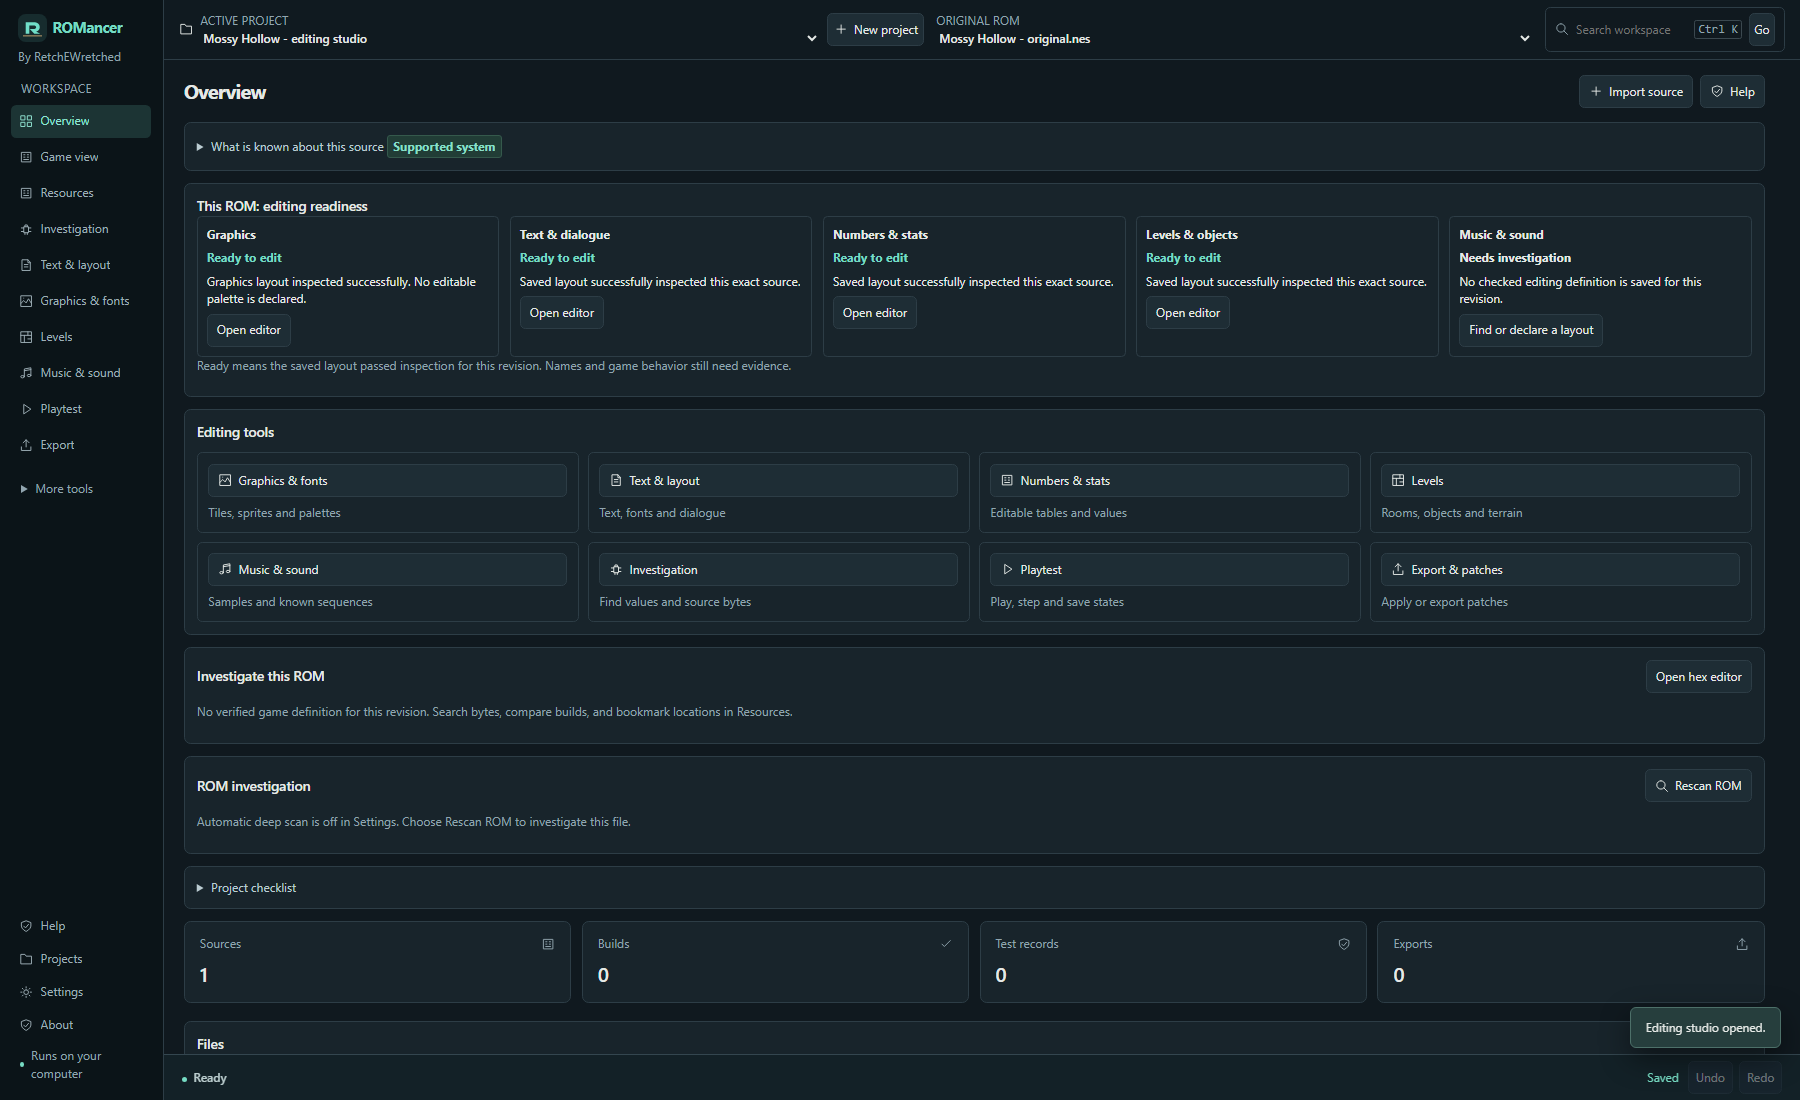 ROMancer
By RetchEWretched
WORKSPACE
Overview
Game view
Resources
Investigation
Text & layout
Graphics & fonts
Levels
Music & sound
Playtest
Export
More tools
Help
Projects
Settings
About
Runs on your
computer
ACTIVE PROJECT
Mossy Hollow - editing studio
New project
ORIGINAL ROM
Mossy Hollow - original.nes
Search workspace
Ctrl K
Go
Overview
Import source
Help
What is known about this source Supported system
This ROM: editing readiness
Graphics
Ready to edit
Graphics layout inspected successfully. No editable
palette is declared.
Open editor
Text & dialogue
Ready to edit
Saved layout successfully inspected this exact source.
Open editor
Numbers & stats
Ready to edit
Saved layout successfully inspected this exact source.
Open editor
Levels & objects
Ready to edit
Saved layout successfully inspected this exact source.
Open editor
Music & sound
Needs investigation
No checked editing definition is saved for this
revision.
Find or declare a layout
Ready means the saved layout passed inspection for this revision. Names and game behavior still need evidence.
Editing tools
Graphics & fonts
Tiles, sprites and palettes
Text & layout
Text, fonts and dialogue
Numbers & stats
Editable tables and values
Levels
Rooms, objects and terrain
Music & sound
Samples and known sequences
Investigation
Find values and source bytes
Playtest
Play, step and save states
Export & patches
Apply or export patches
Investigate this ROM
Open hex editor
No verified game definition for this revision. Search bytes, compare builds, and bookmark locations in Resources.
ROM investigation
Rescan ROM
Automatic deep scan is off in Settings. Choose Rescan ROM to investigate this file.
Project checklist
Sources
1
Builds
0
Test records
0
Exports
0
Files
Editing studio opened.
Ready
Saved
Undo
Redo